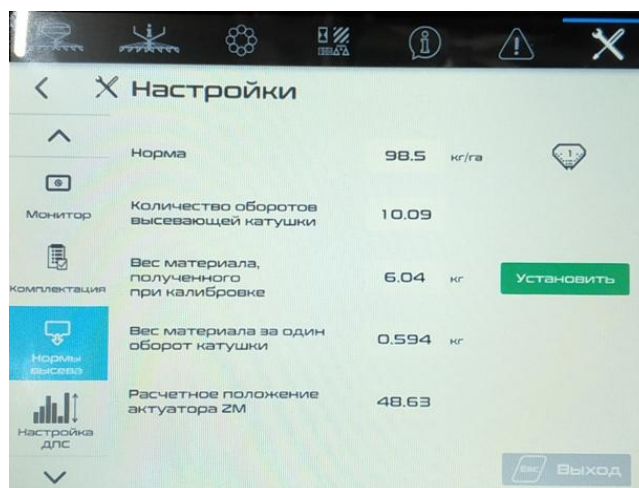 Настройки
Норма 98.5 кг/га 1
Монитор
Количество оборотов
высевающей катушки 10.09
Комплектация
Вес материала,
полученного
при калибровке 6.04 кг Установить
Нормы
высева
Вес материала за один
оборот катушки 0.594 кг
Настройка
ДПС
Расчетное положение
актуатора 2М 48.63
Esc Выход